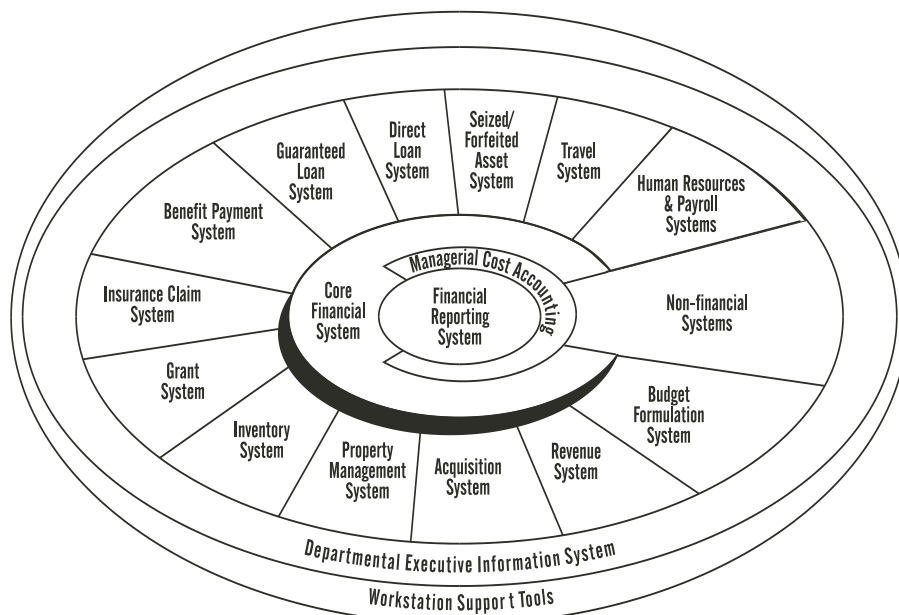 Seized/
Forfeited
Asset
System
Direct
Loan
System
Guaranteed
Loan
System
Travel
System
Human Resources
& Payroll
Systems
Benefit Payment
System
Managerial Cost Accounting
Insurance Claim
System
Core
Financial
System
Financial
Reporting
System
Non-financial
Systems
Grant
System
Budget
Formulation
System
Inventory
System
Property
Management
System
Acquisition
System
Revenue
System
Departmental Executive Information System
Workstation Support Tools